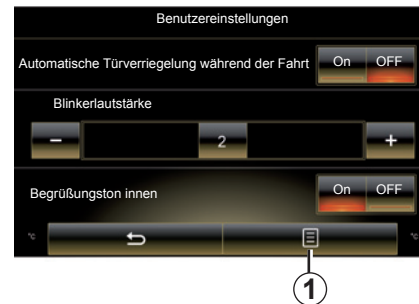 Benutzereinstellungen
Automatische Türverriegelung während der Fahrt On OFF
Blinkerlautstärke
− 2 +
Begrüßungston innen On OFF
°C °C
1